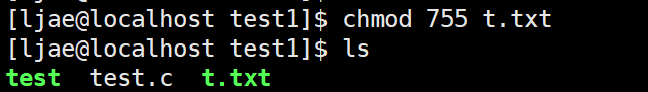 [ljae@localhost test1]$ chmod 755 t.txt
[ljae@localhost test1]$ ls
test  test.c  t.txt